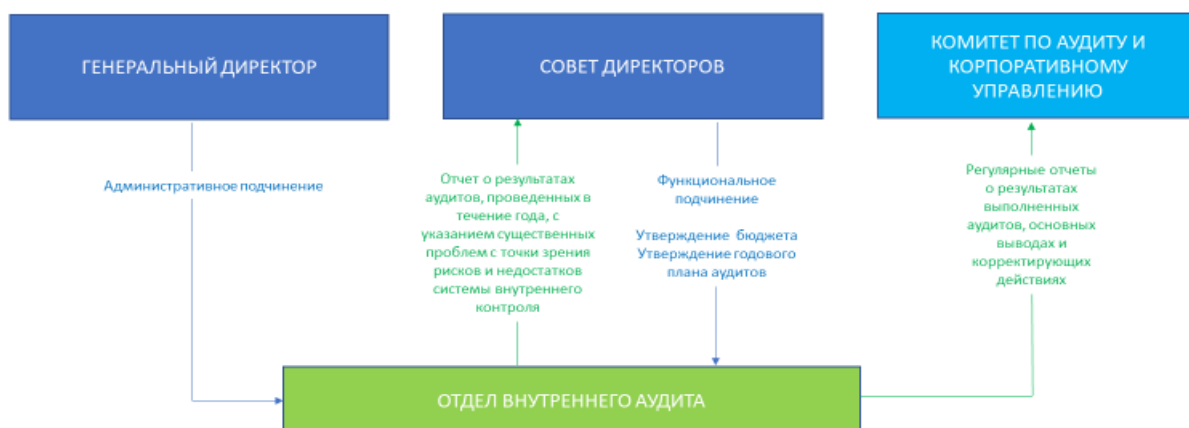 ГЕНЕРАЛЬНЫЙ ДИРЕКТОР
СОВЕТ ДИРЕКТОРОВ
КОМИТЕТ ПО АУДИТУ И
КОРПОРАТИВНОМУ
УПРАВЛЕНИЮ
Административное подчинение
Отчет о результатах
аудитов, проведенных в
течение года, с
указанием существенных
проблем с точки зрения
рисков и недостатков
системы внутреннего
контроля
Функциональное
подчинение
Утверждение бюджета
Утверждение годового
плана аудитов
Регулярные отчеты
о результатах
выполненных
аудитов, основных
выводах и
корректирующих
действиях
ОТДЕЛ ВНУТРЕННЕГО АУДИТА